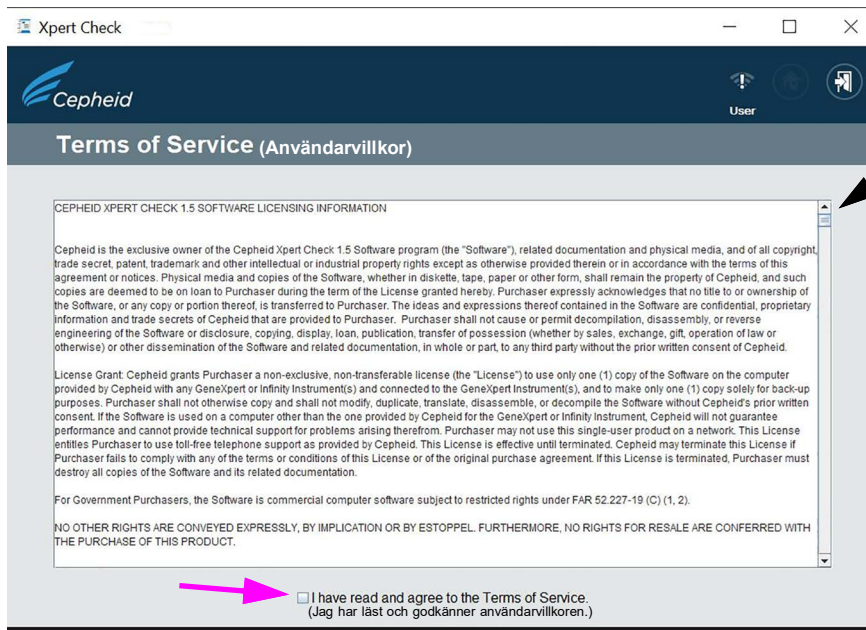 Xpert Check
Cepheid
User
Terms of Service (Användarvillkor)
CEPHEID XPERT CHECK 1.5 SOFTWARE LICENSING INFORMATION
Cepheid is the exclusive owner of the Cepheid Xpert Check 1.5 Software program (the "Software"), related documentation and physical media, and of all copyright,
trade secret, patent, trademark and other intellectual or industrial property rights except as otherwise provided therein or in accordance with the terms of this
agreement or notices. Physical media and copies of the Software, whether in diskette, tape, paper or other form, shall remain the property of Cepheid, and such
copies are deemed to be on loan to Purchaser during the term of the License granted hereby. Purchaser expressly acknowledges that no title to or ownership of
the Software, or any copy or portion thereof, is transferred to Purchaser. The ideas and expressions thereof contained in the Software are confidential, proprietary
information and trade secrets of Cepheid that are provided to Purchaser. Purchaser shall not cause or permit decompilation, disassembly, or reverse
engineering of the Software or disclosure, copying, display, loan, publication, transfer of possession (whether by sales, exchange, gift, operation of law or
otherwise) or other dissemination of the Software and related documentation, in whole or part, to any third party without the prior written consent of Cepheid.
License Grant: Cepheid grants Purchaser a non-exclusive, non-transferable license (the "License") to use only one (1) copy of the Software on the computer
provided by Cepheid with any GeneXpert or Infinity Instrument(s) and connected to the GeneXpert Instrument(s), and to make only one (1) copy solely for back-up
purposes. Purchaser shall not otherwise copy and shall not modify, duplicate, translate, disassemble, or decompile the Software without Cepheid's prior written
consent. If the Software is used on a computer other than the one provided by Cepheid for the GeneXpert or Infinity Instrument, Cepheid will not guarantee
performance and cannot provide technical support for problems arising therefrom. Purchaser may not use this single-user product on a network. This License
entitles Purchaser to use toll-free telephone support as provided by Cepheid. This License is effective until terminated. Cepheid may terminate this License if
Purchaser fails to comply with any of the terms or conditions of this License or of the original purchase agreement. If this License is terminated, Purchaser must
destroy all copies of the Software and its related documentation.
For Government Purchasers, the Software is commercial computer software subject to restricted rights under FAR 52.227-19 (C) (1, 2).
NO OTHER RIGHTS ARE CONVEYED EXPRESSLY, BY IMPLICATION OR BY ESTOPPEL. FURTHERMORE, NO RIGHTS FOR RESALE ARE CONFERRED WITH
THE PURCHASE OF THIS PRODUCT.
I have read and agree to the Terms of Service.
(Jag har läst och godkänner användarvillkoren.)